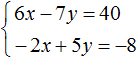 6x − 7y = 40
−2x + 5y = −8